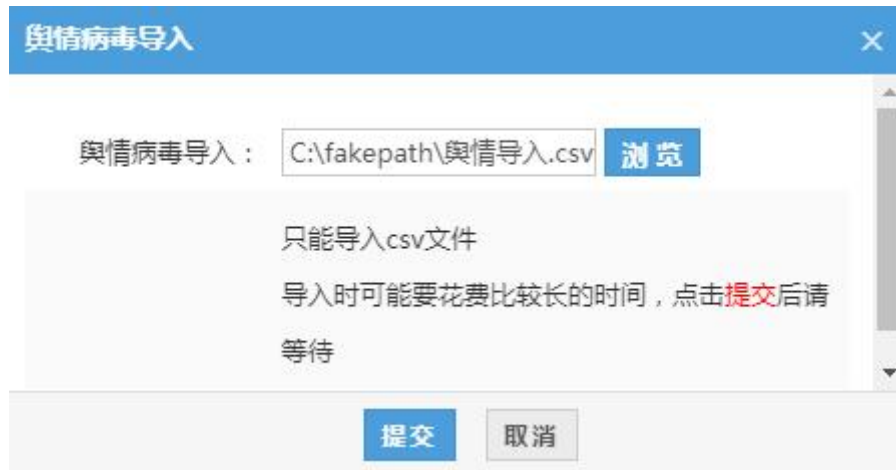 舆情病毒导入
舆情病毒导入：
C:\fakepath\舆情导入.csv
浏览
只能导入csv文件
导入时可能要花费比较长的时间，点击提交后请
等待
提交
取消